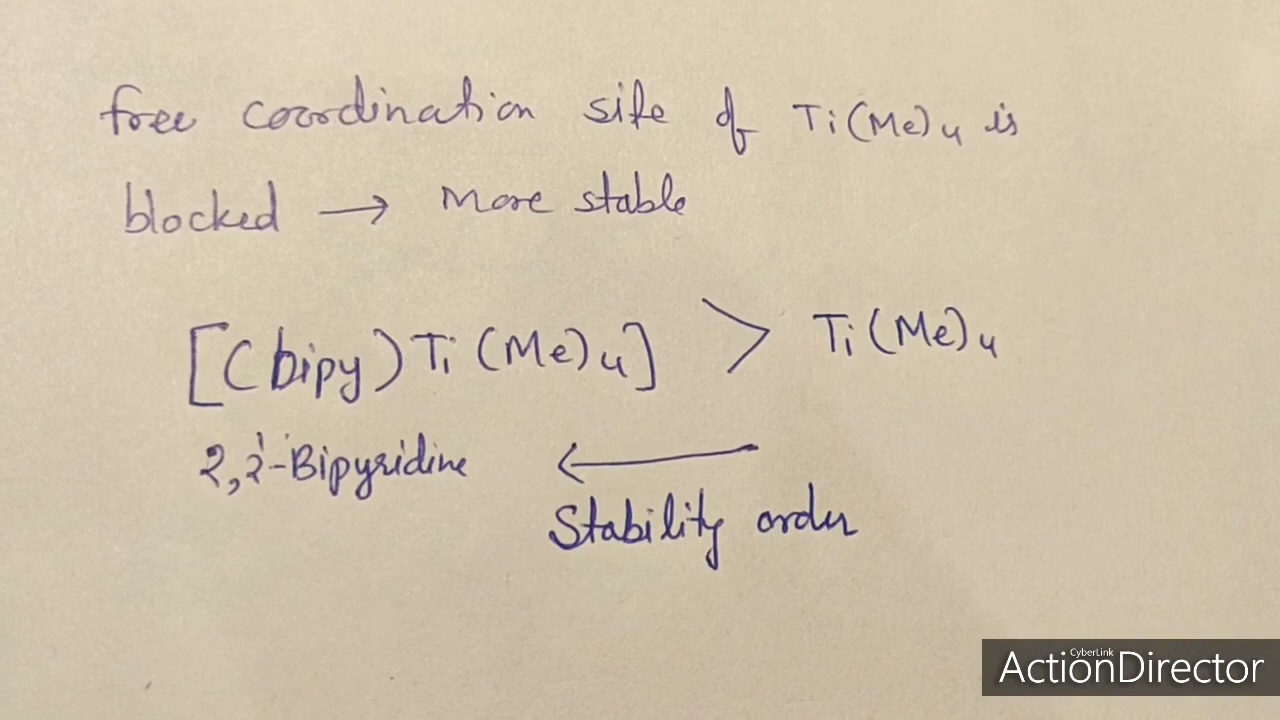 free coordination site of Ti(Me)₄ is
blocked → More stable
[(bipy)Ti(Me)₄] > Ti(Me)₄
2,2'-Bipyridine ←
Stability order
CyberLink
ActionDirector